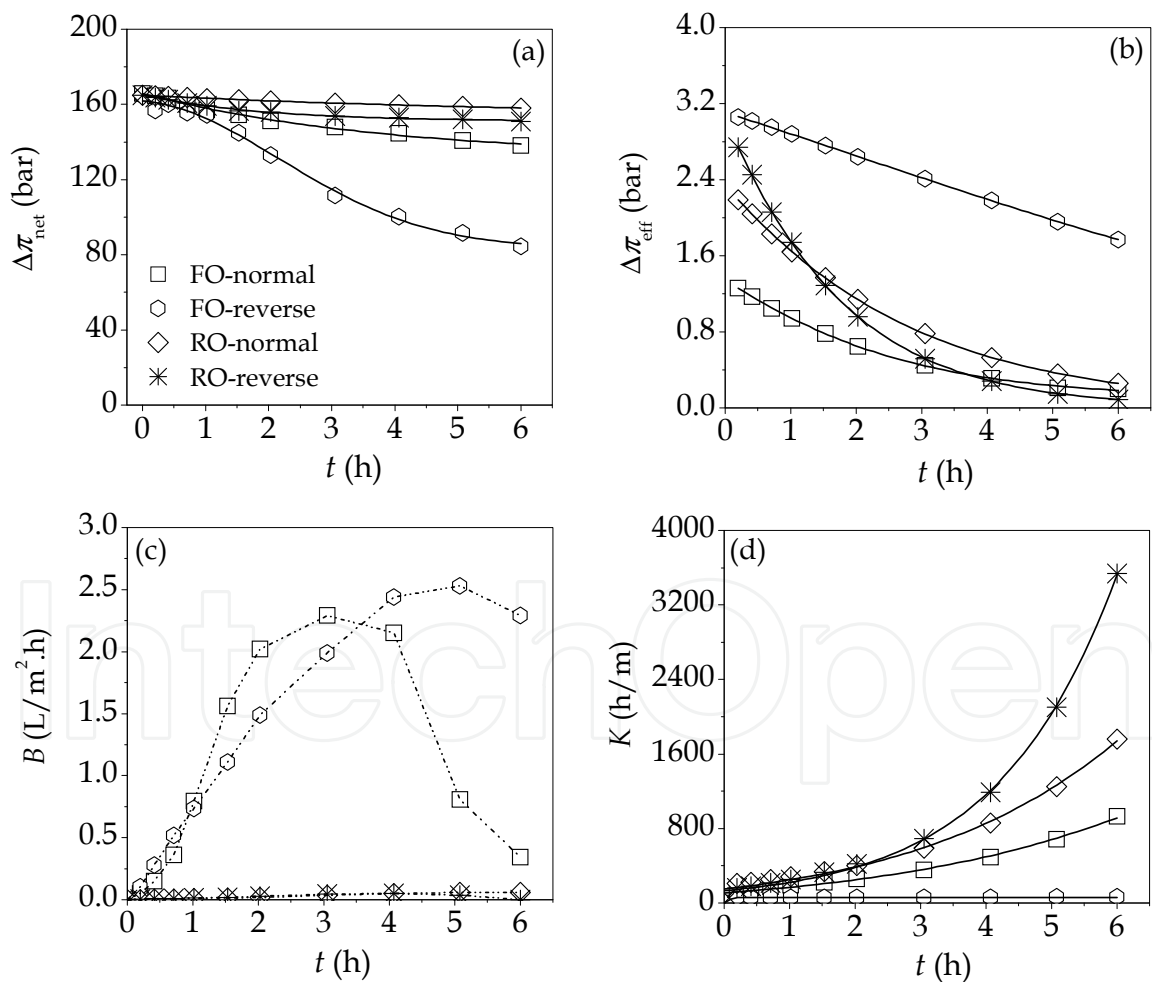 (a)
200
160
120
80
40
0
Δπnet (bar)
FO-normal
FO-reverse
RO-normal
RO-reverse
0 1 2 3 4 5 6
t (h)
(b)
4.0
3.2
2.4
1.6
0.8
0.0
Δπeff (bar)
0 1 2 3 4 5 6
t (h)
(c)
3.0
2.5
2.0
1.5
1.0
0.5
0.0
B (L/m².h)
0 1 2 3 4 5 6
t (h)
(d)
4000
3200
2400
1600
800
0
K (h/m)
0 1 2 3 4 5 6
t (h)
IntechOpen